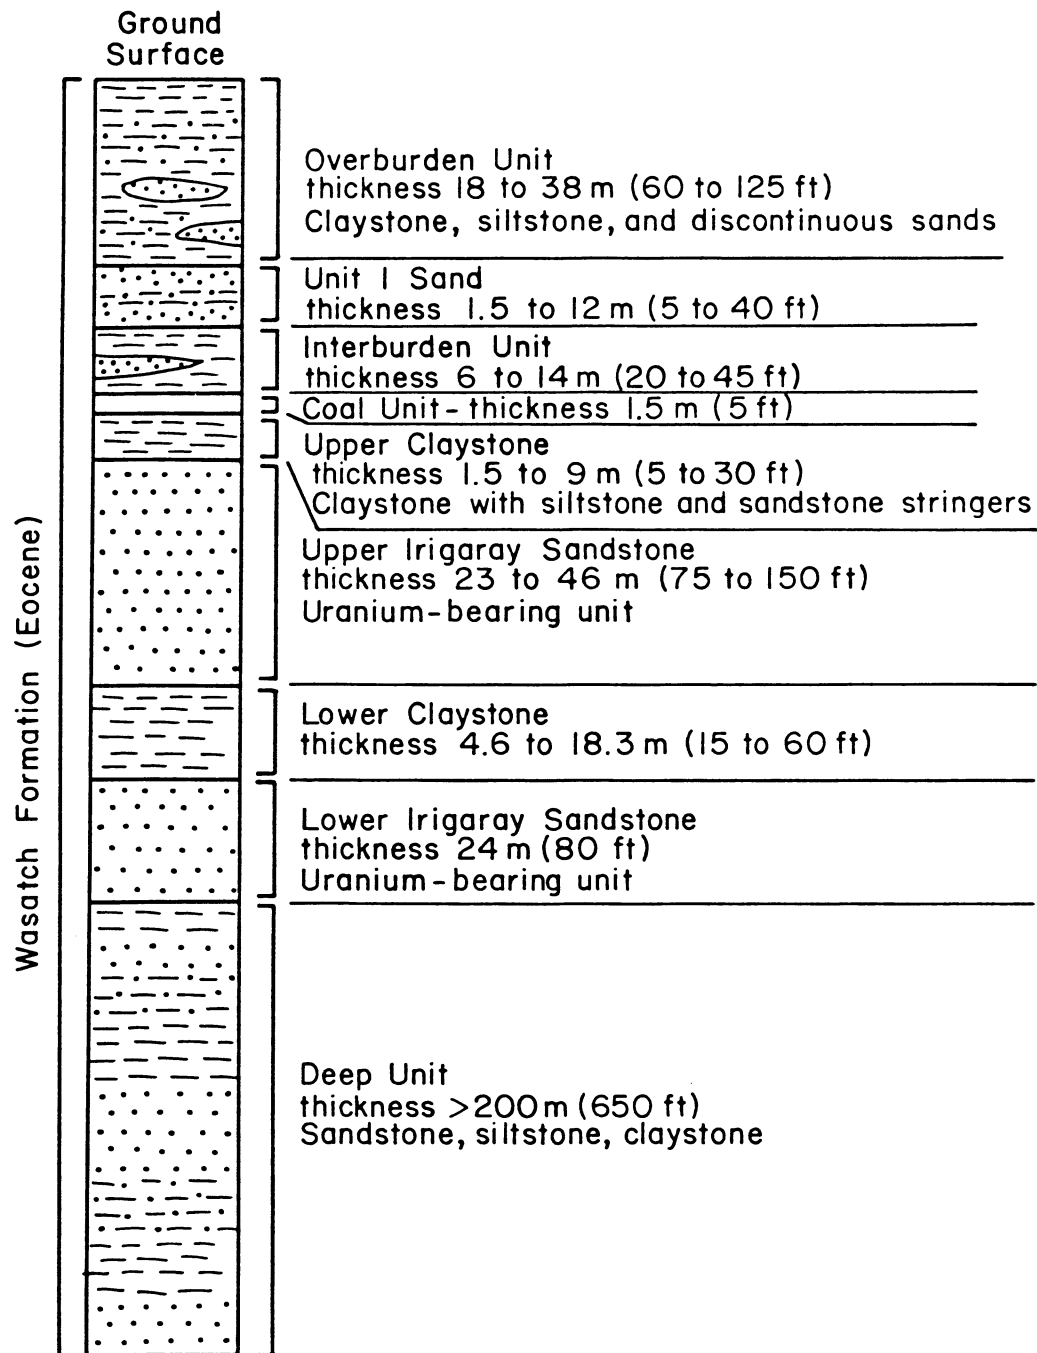 Ground
Surface
Overburden Unit
thickness 18 to 38 m (60 to 125 ft)
Claystone, siltstone, and discontinuous sands
Unit 1 Sand
thickness 1.5 to 12 m (5 to 40 ft)
Interburden Unit
thickness 6 to 14 m (20 to 45 ft)
Coal Unit - thickness 1.5 m (5 ft)
Upper Claystone
thickness 1.5 to 9 m (5 to 30 ft)
Claystone with siltstone and sandstone stringers
Upper Irigaray Sandstone
thickness 23 to 46 m (75 to 150 ft)
Uranium-bearing unit
Lower Claystone
thickness 4.6 to 18.3 m (15 to 60 ft)
Lower Irigaray Sandstone
thickness 24 m (80 ft)
Uranium-bearing unit
Deep Unit
thickness >200 m (650 ft)
Sandstone, siltstone, claystone
Wasatch Formation (Eocene)